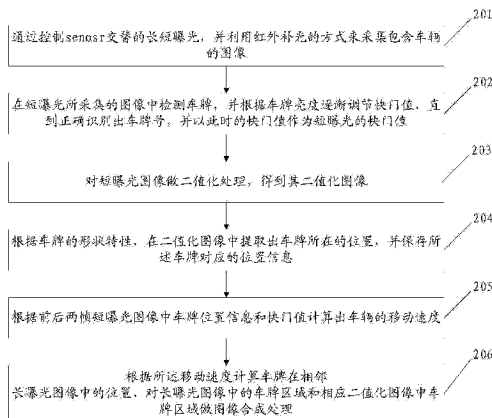 201
通过控制senosr交替的长短曝光，并利用红外补光的方式来采集包含车辆
的图像
202
在短曝光所采集的图像中检测车牌，并根据车牌亮度逐渐调节快门值、直
到正确识别出车牌号，并以此时的快门值作为短曝光的快门值
203
对短曝光图像做二值化处理，得到其二值化图像
204
根据车牌的形状特性、在二值化图像中提取出车牌所在的位置，并保存所
述车牌对应的位置信息
205
根据前后两帧短曝光图像中车牌位置信息和快门值计算出车辆的移动速度
206
根据所述移动速度计算车牌在相邻
长曝光图像中的位置、对长曝光图像中的车牌区域和相应二值化图像中车
牌区域做图像合成处理